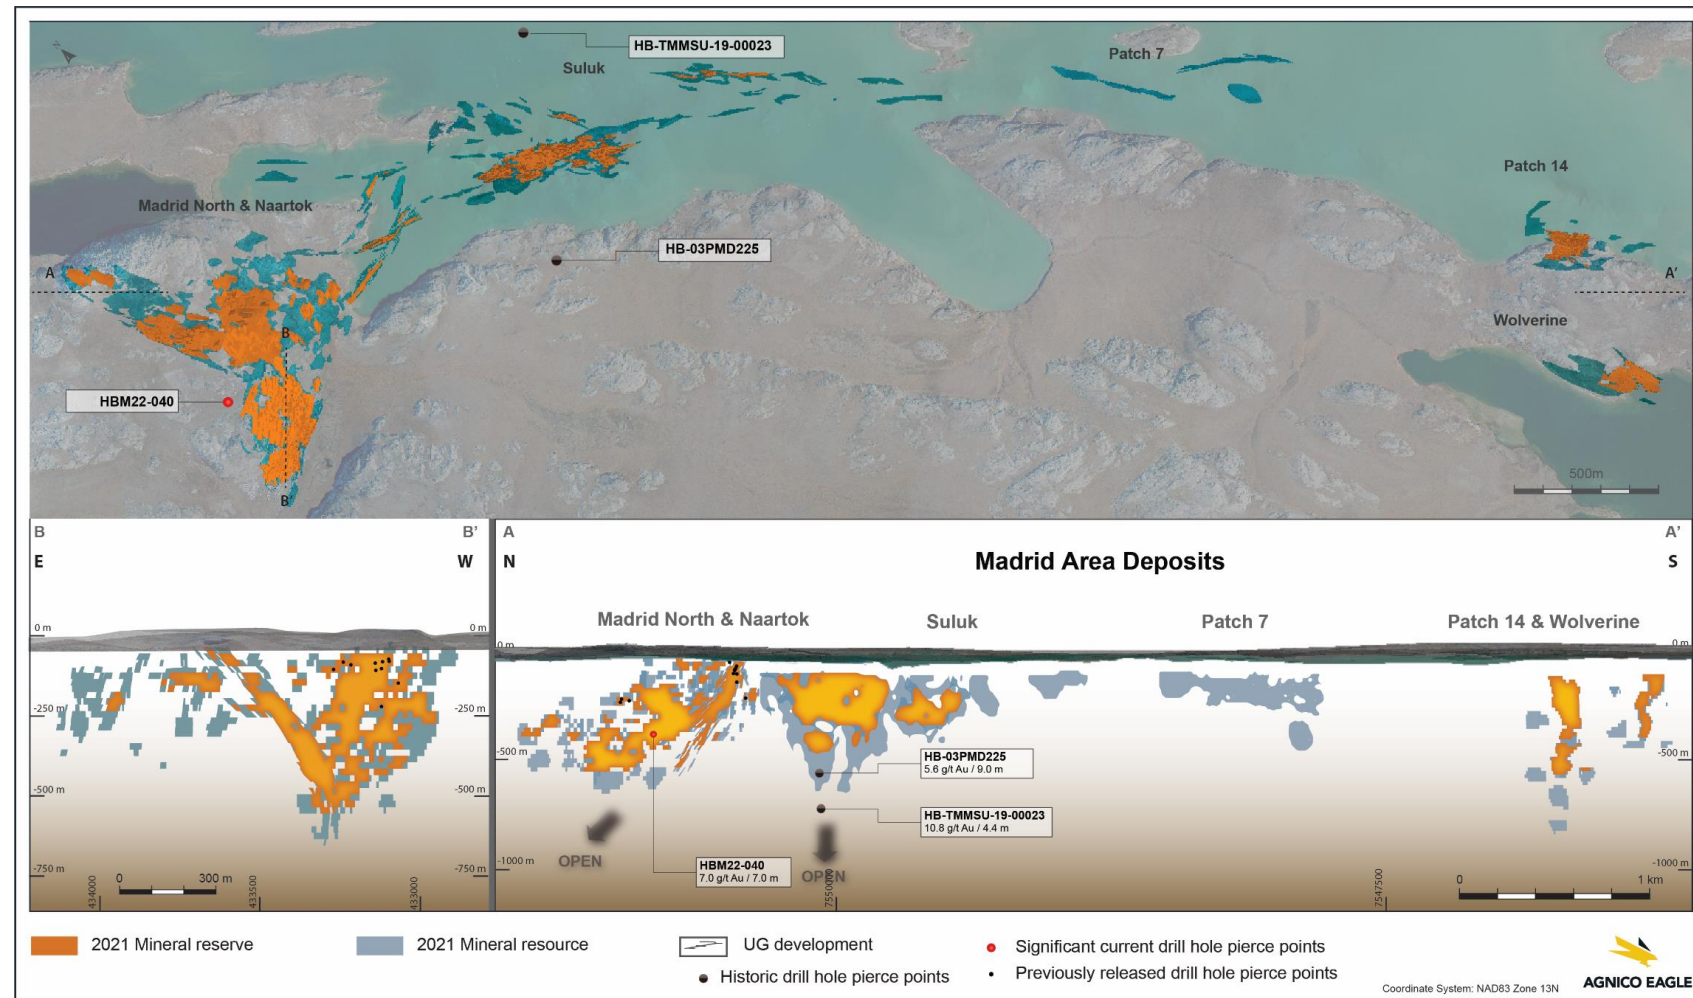 HB-TMMSU-19-00023
Suluk
Patch 7
Patch 14
Madrid North & Naartok
HB-03PMD225
A
A'
Wolverine
B
HBM22-040
500m
B'
B
B'
A
A'
E
W
N
Madrid Area Deposits
S
Madrid North & Naartok
Suluk
Patch 7
Patch 14 & Wolverine
0 m
0 m
0 m
0 m
-250 m
-250 m
-500 m
-500 m
HB-03PMD225
5.6 g/t Au / 9.0 m
-500 m
-500 m
HB-TMMSU-19-00023
10.8 g/t Au / 4.4 m
OPEN
-1000 m
-1000 m
-750 m
-750 m
HBM22-040
7.0 g/t Au / 7.0 m
OPEN
0
300 m
0
1 km
434000
433500
433000
7550000
7547500
2021 Mineral reserve
2021 Mineral resource
UG development
Significant current drill hole pierce points
Historic drill hole pierce points
Previously released drill hole pierce points
Coordinate System: NAD83 Zone 13N
AGNICO EAGLE